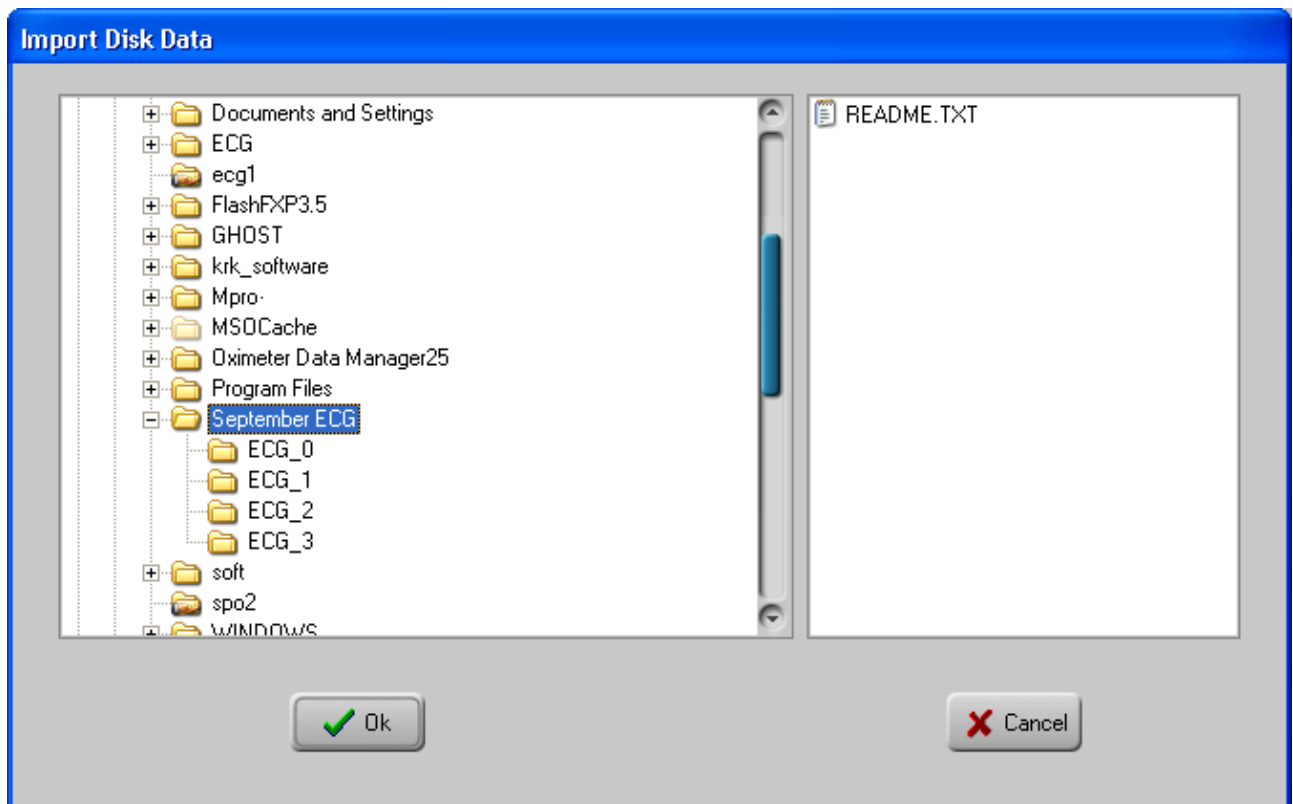 Import Disk Data
Documents and Settings
ECG
ecg1
FlashFXP3.5
GHOST
krk_software
Mpro·
MSOCache
Oximeter Data Manager25
Program Files
September ECG
ECG_0
ECG_1
ECG_2
ECG_3
soft
spo2
WINDOWS
README.TXT
Ok
Cancel